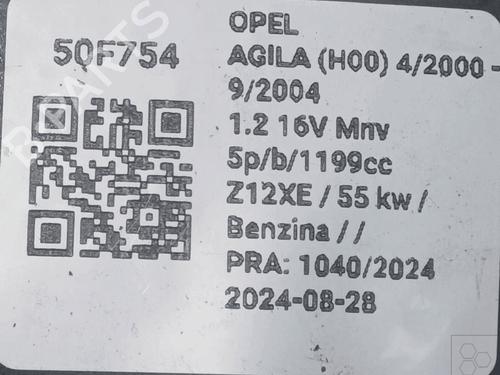 50F754
OPEL
AGILA (H00) 4/2000 -
9/2004
1.2 16V Mnv
5p/b/1199cc
Z12XE / 55 kw /
Benzina / /
PRA: 1040/2024
2024-08-28